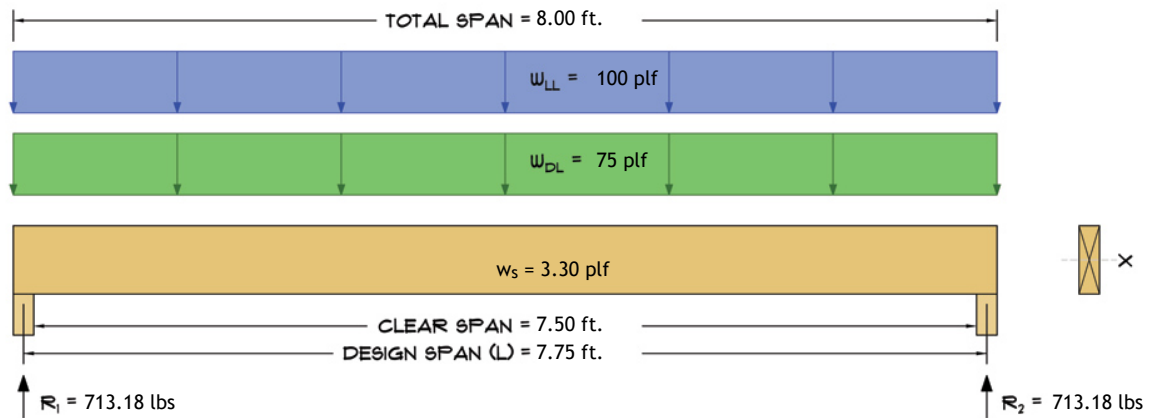 TOTAL SPAN = 8.00 ft.
WLL = 100 plf
WDL = 75 plf
ws = 3.30 plf
X
CLEAR SPAN = 7.50 ft.
DESIGN SPAN (L) = 7.75 ft.
R1 = 713.18 lbs
R2 = 713.18 lbs